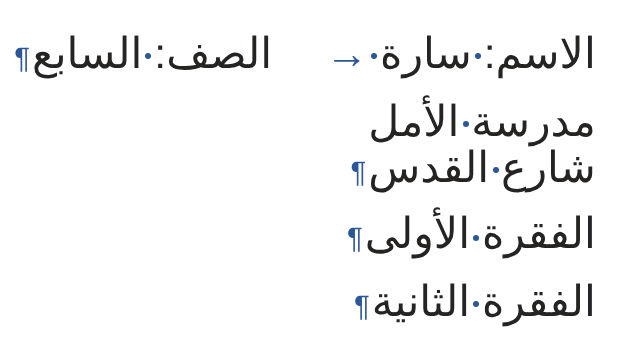 الاسم: سارة → الصف: السابع¶
مدرسة الأمل
شارع القدس¶
الفقرة الأولى¶
الفقرة الثانية¶